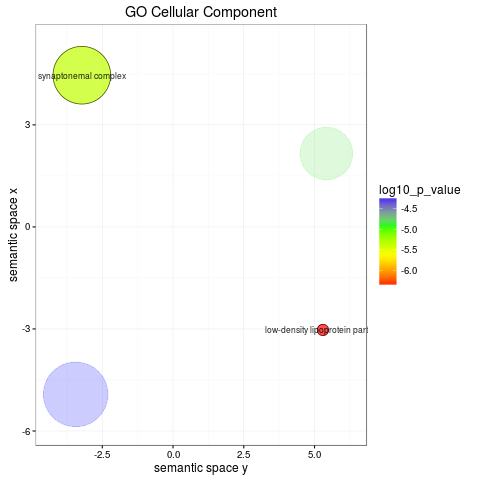 GO Cellular Component
synaptonemal complex
low-density lipoprotein part
semantic space x
3
0
-3
-6
-2.5
0.0
2.5
5.0
semantic space y
log10_p_value
-4.5
-5.0
-5.5
-6.0